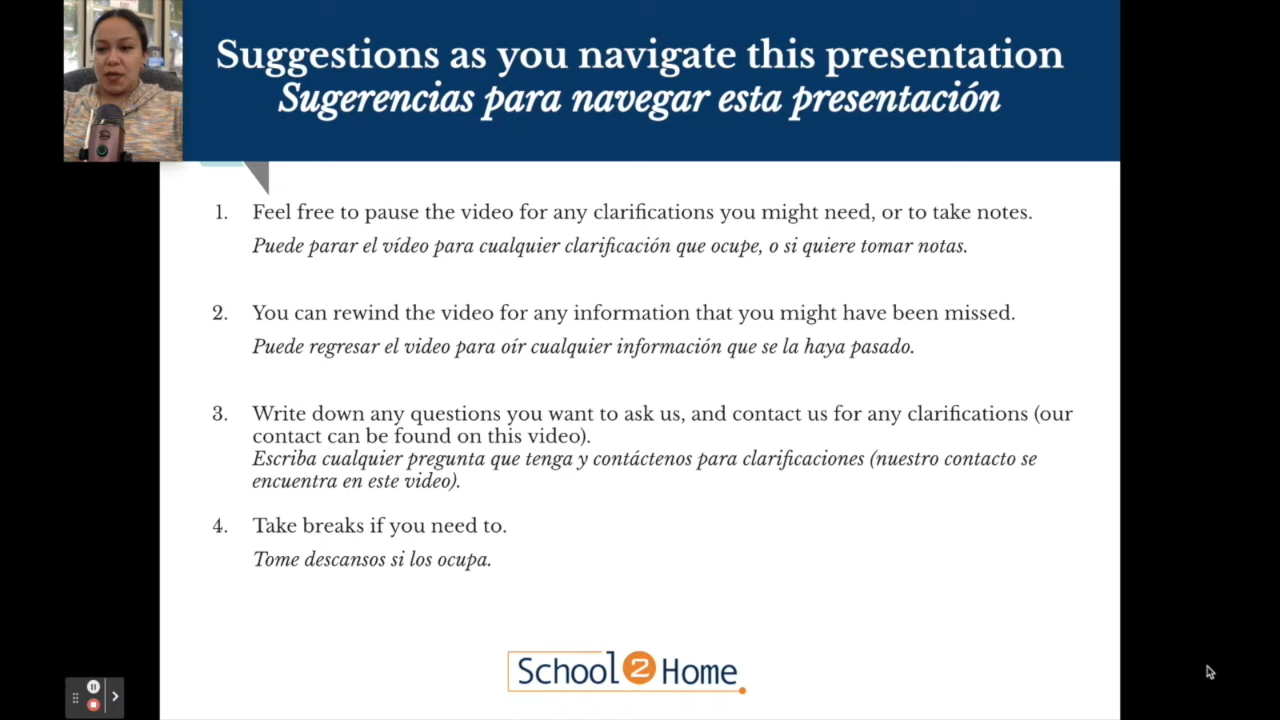 Suggestions as you navigate this presentation
Sugerencias para navegar esta presentación
1. Feel free to pause the video for any clarifications you might need, or to take notes.
Puede parar el vídeo para cualquier clarificación que ocupe, o si quiere tomar notas.
2. You can rewind the video for any information that you might have been missed.
Puede regresar el video para oír cualquier información que se la haya pasado.
3. Write down any questions you want to ask us, and contact us for any clarifications (our
contact can be found on this video).
Escriba cualquier pregunta que tenga y contáctenos para clarificaciones (nuestro contacto se
encuentra en este video).
4. Take breaks if you need to.
Tome descansos si los ocupa.
School 2 Home